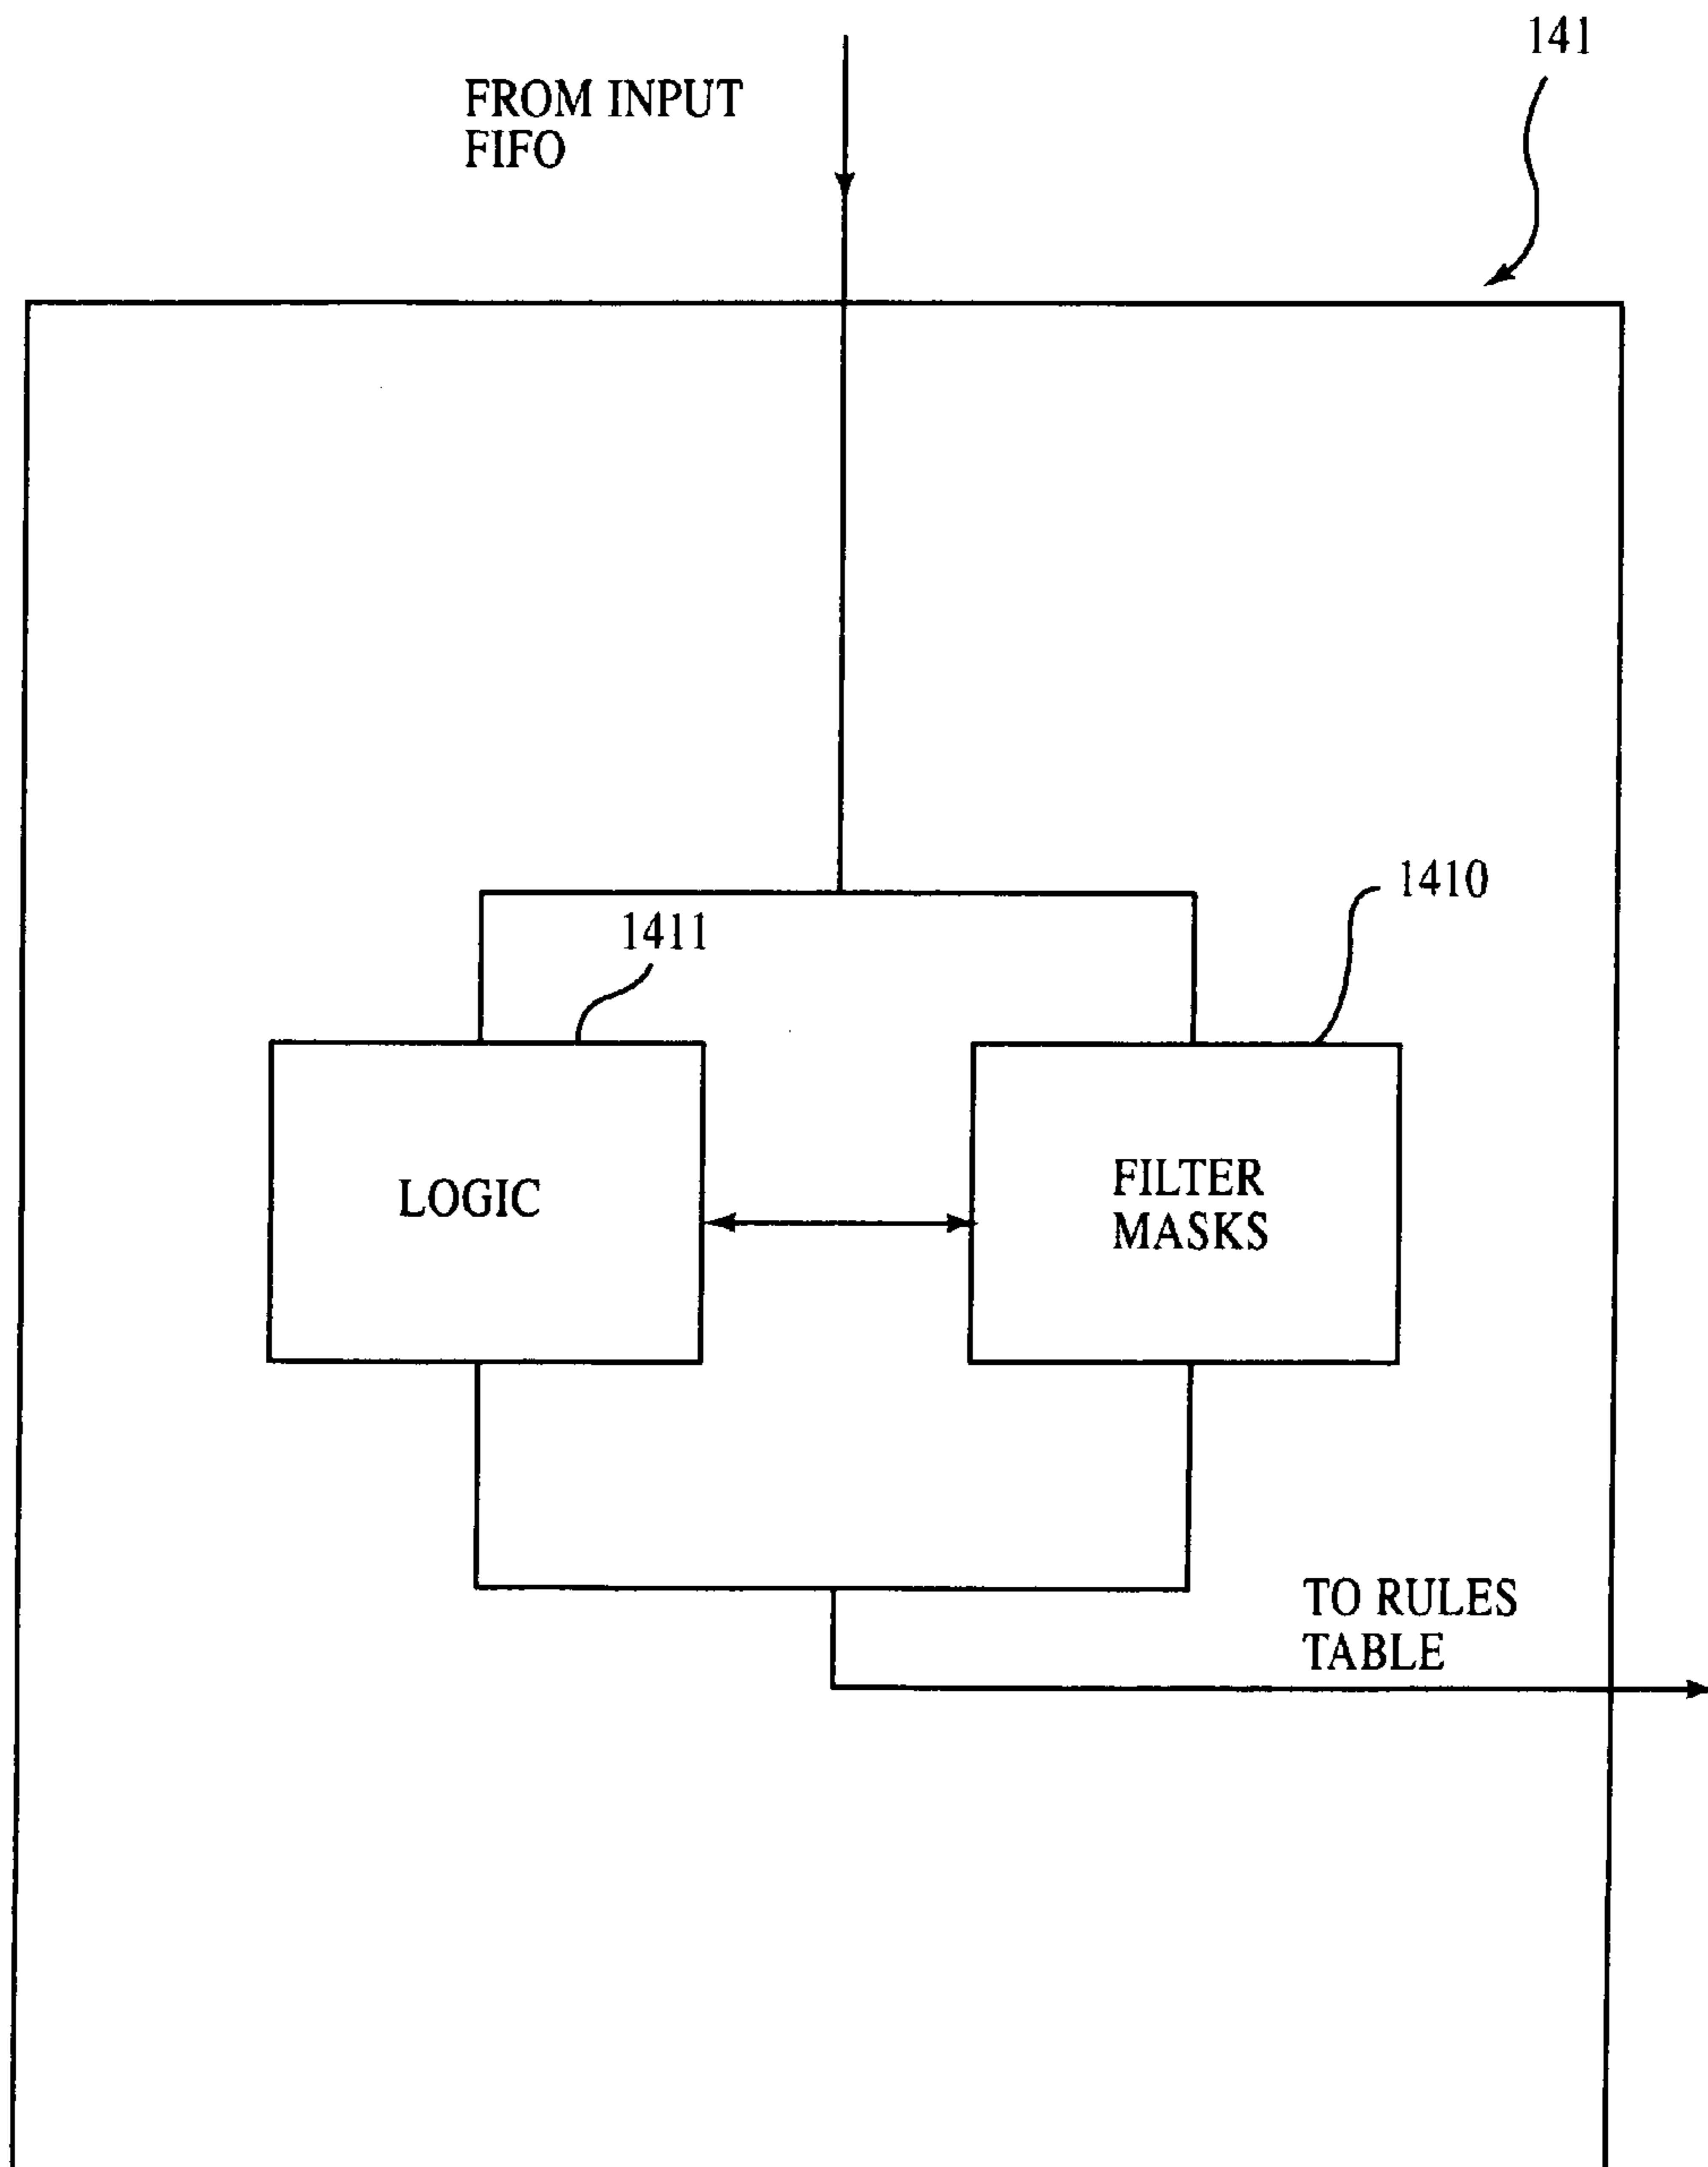 141
FROM INPUT
FIFO
1410
1411
LOGIC
FILTER
MASKS
TO RULES
TABLE